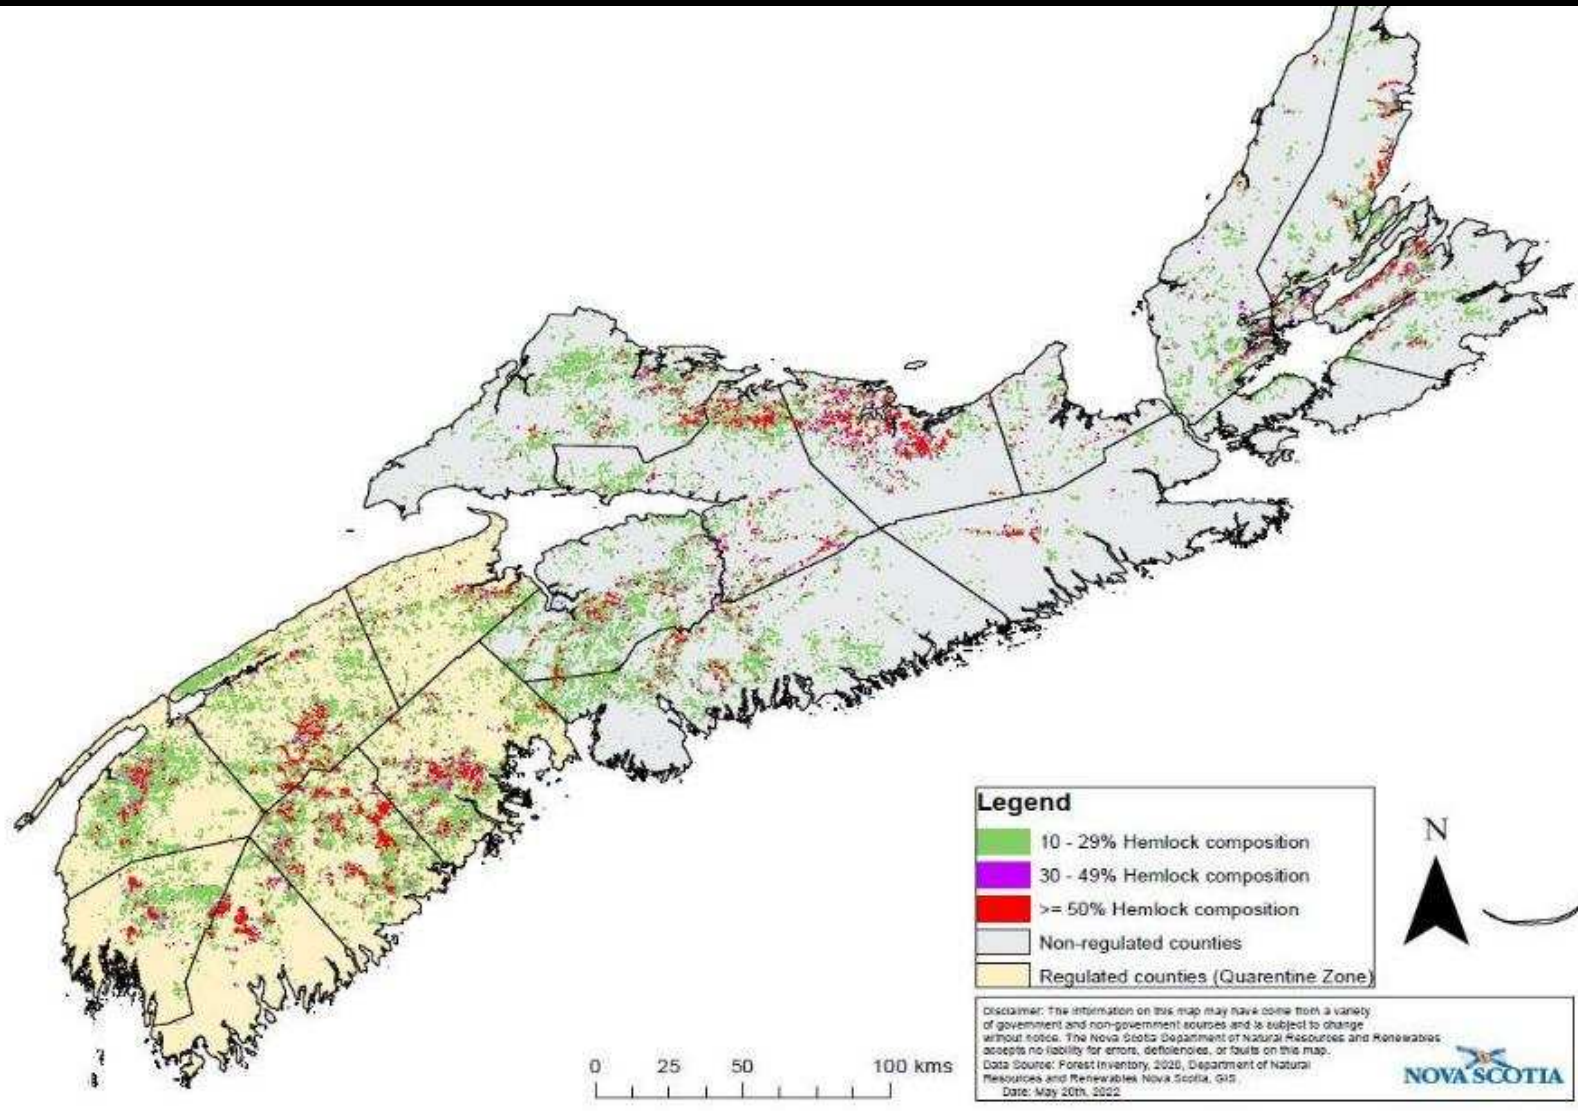 N
Legend
10 - 29% Hemlock composition
30 - 49% Hemlock composition
>= 50% Hemlock composition
Non-regulated counties
Regulated counties (Quarentine Zone)
Disclaimer: The information on this map may have come from a variety
of government and non-government sources and is subject to change
without notice. The Nova Scotia Department of Natural Resources and Renewables
accepts no liability for errors, deficiencies, or faults on this map.
Data Source: Forest Inventory, 2020, Department of Natural
Resources and Renewables Nova Scotia, GIS.
Date: May 20th, 2022
NOVA SCOTIA
0 25 50 100 kms